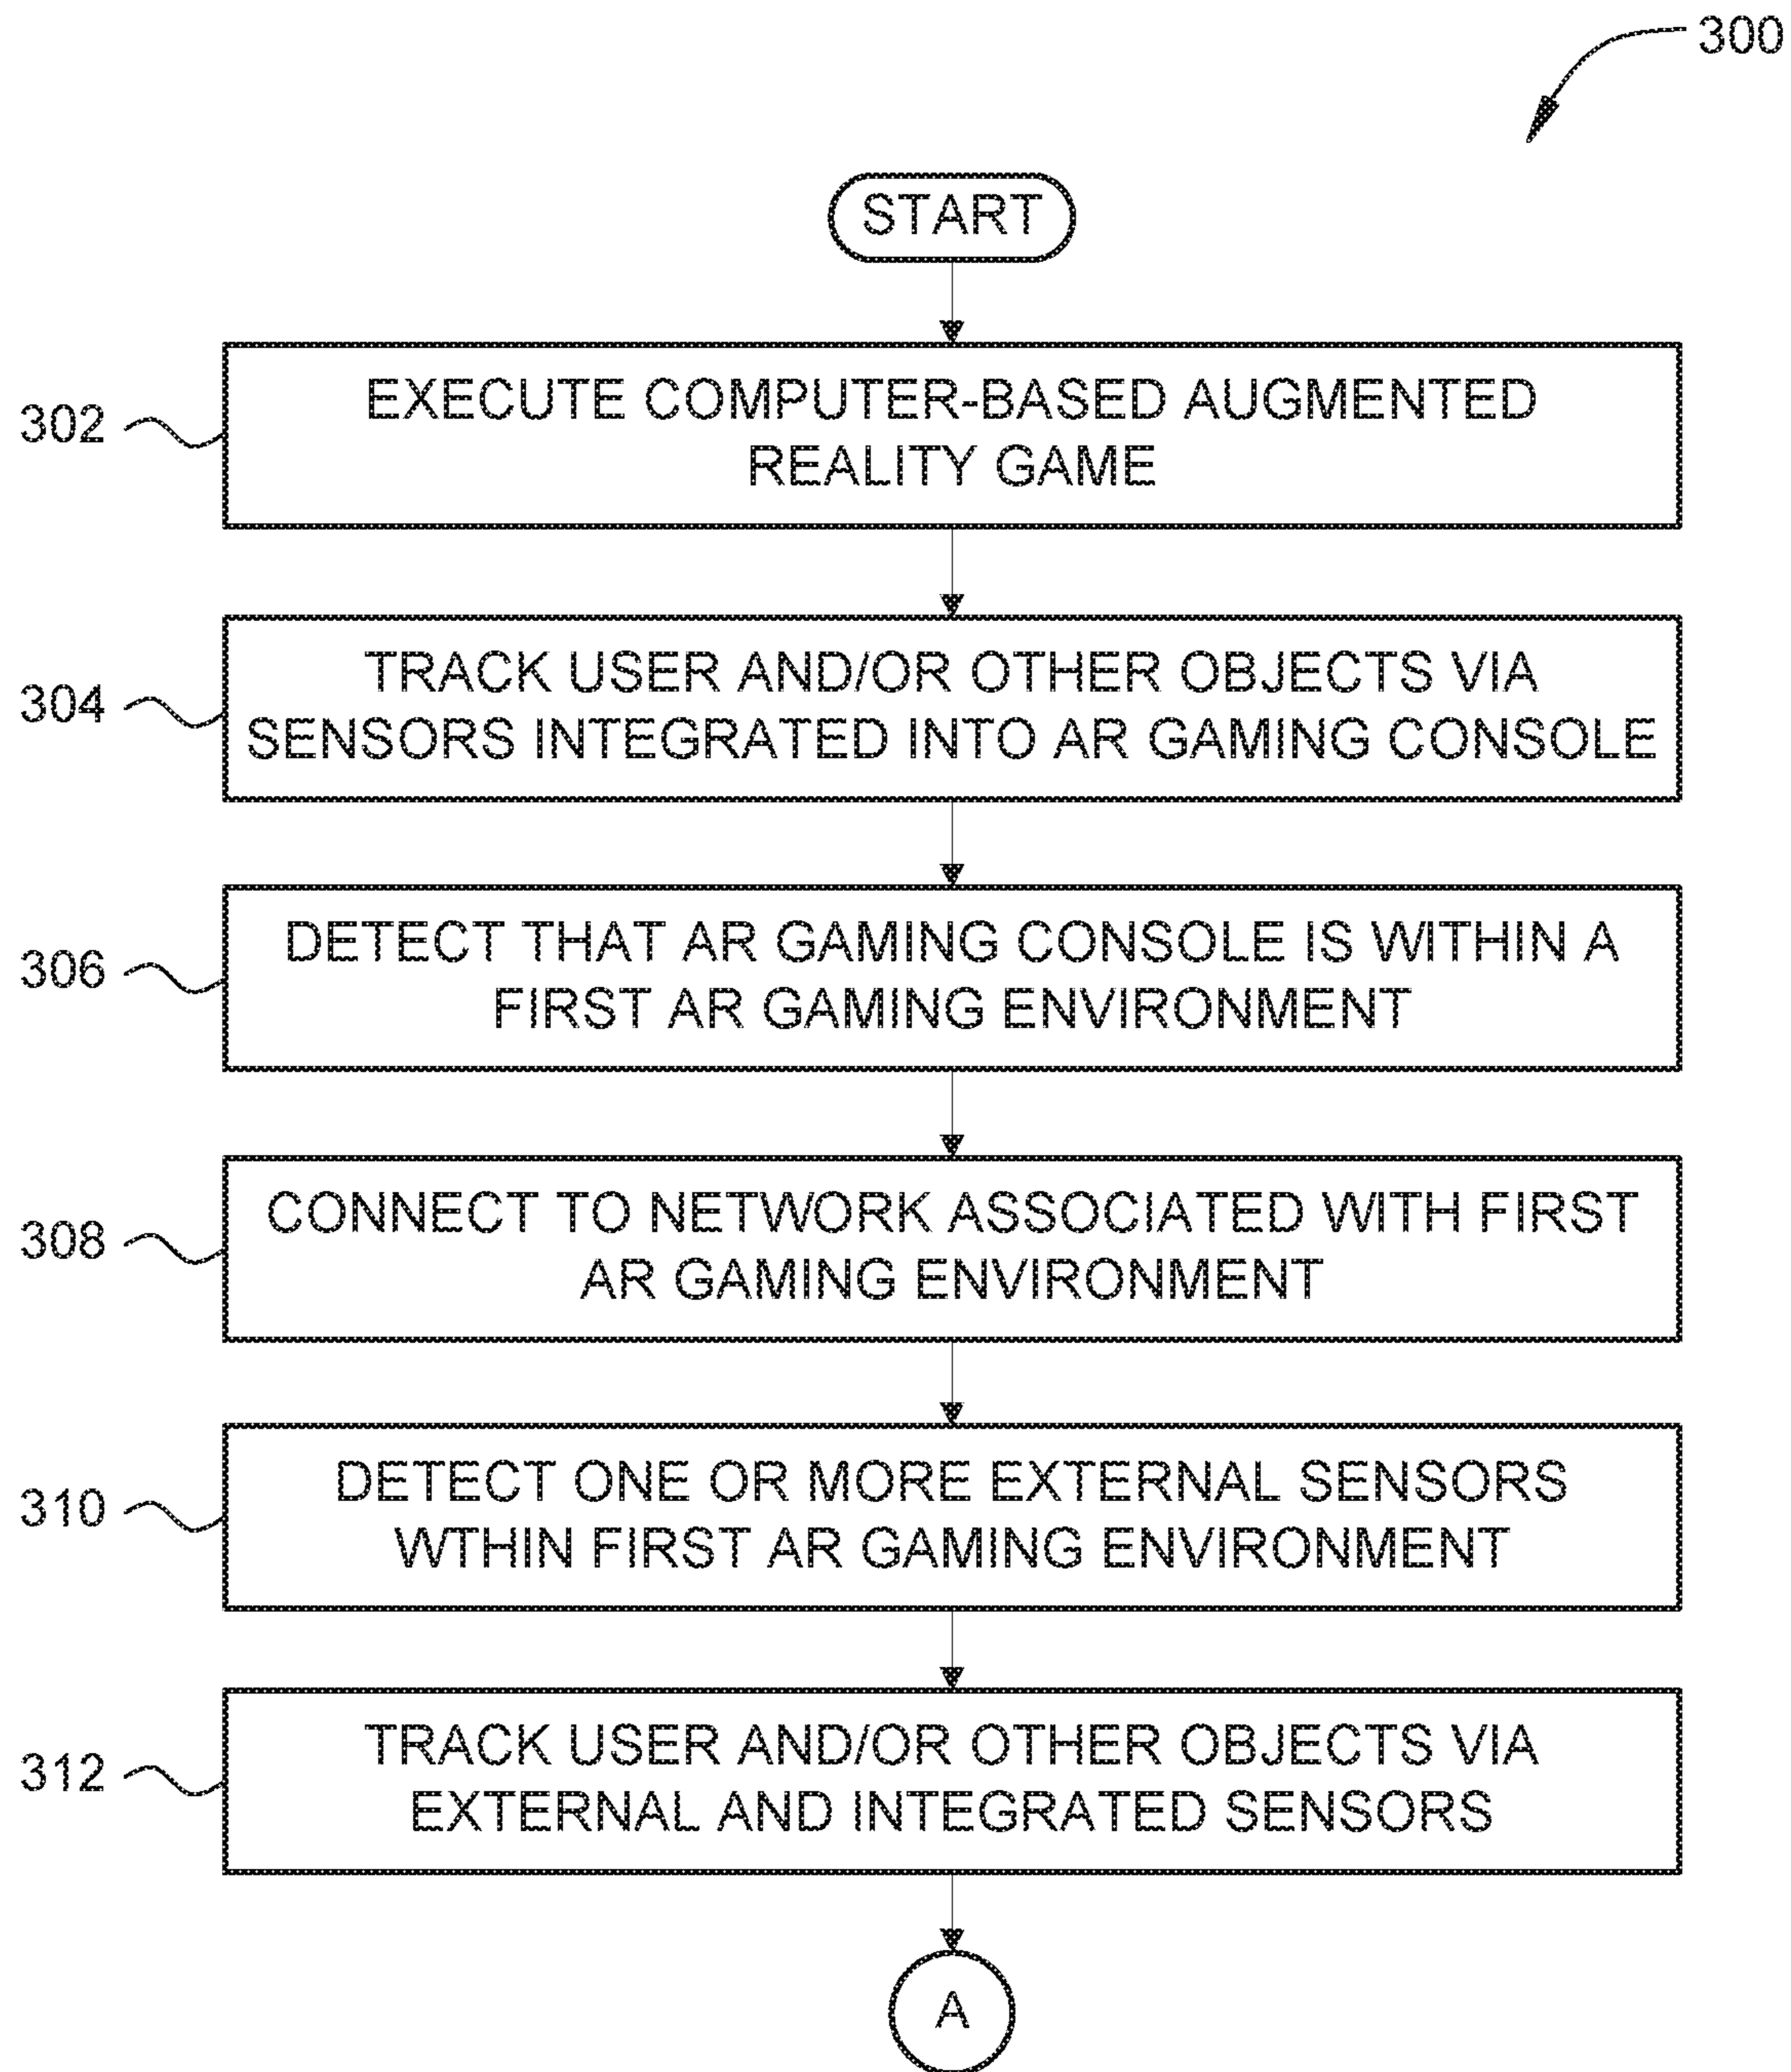 300
START
302
EXECUTE COMPUTER-BASED AUGMENTED
REALITY GAME
304
TRACK USER AND/OR OTHER OBJECTS VIA
SENSORS INTEGRATED INTO AR GAMING CONSOLE
306
DETECT THAT AR GAMING CONSOLE IS WITHIN A
FIRST AR GAMING ENVIRONMENT
308
CONNECT TO NETWORK ASSOCIATED WITH FIRST
AR GAMING ENVIRONMENT
310
DETECT ONE OR MORE EXTERNAL SENSORS
WTHIN FIRST AR GAMING ENVIRONMENT
312
TRACK USER AND/OR OTHER OBJECTS VIA
EXTERNAL AND INTEGRATED SENSORS
A